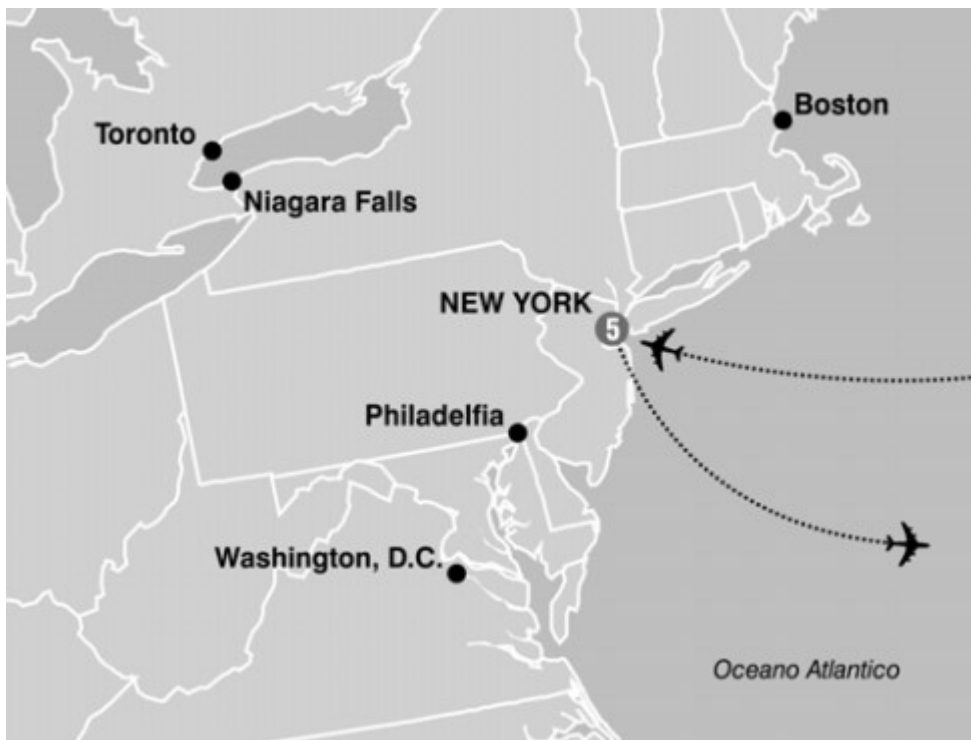 Boston
Toronto
Niagara Falls
NEW YORK
5
Philadelfia
Washington, D.C.
Oceano Atlantico